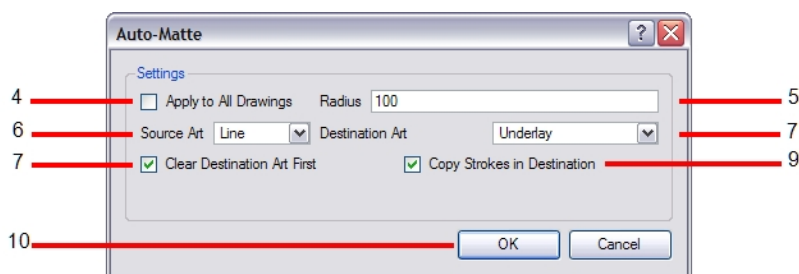 Auto-Matte
Settings
4 Apply to All Drawings Radius 100 5
6 Source Art Line Destination Art Underlay 7
7 Clear Destination Art First Copy Strokes in Destination 9
10 OK Cancel